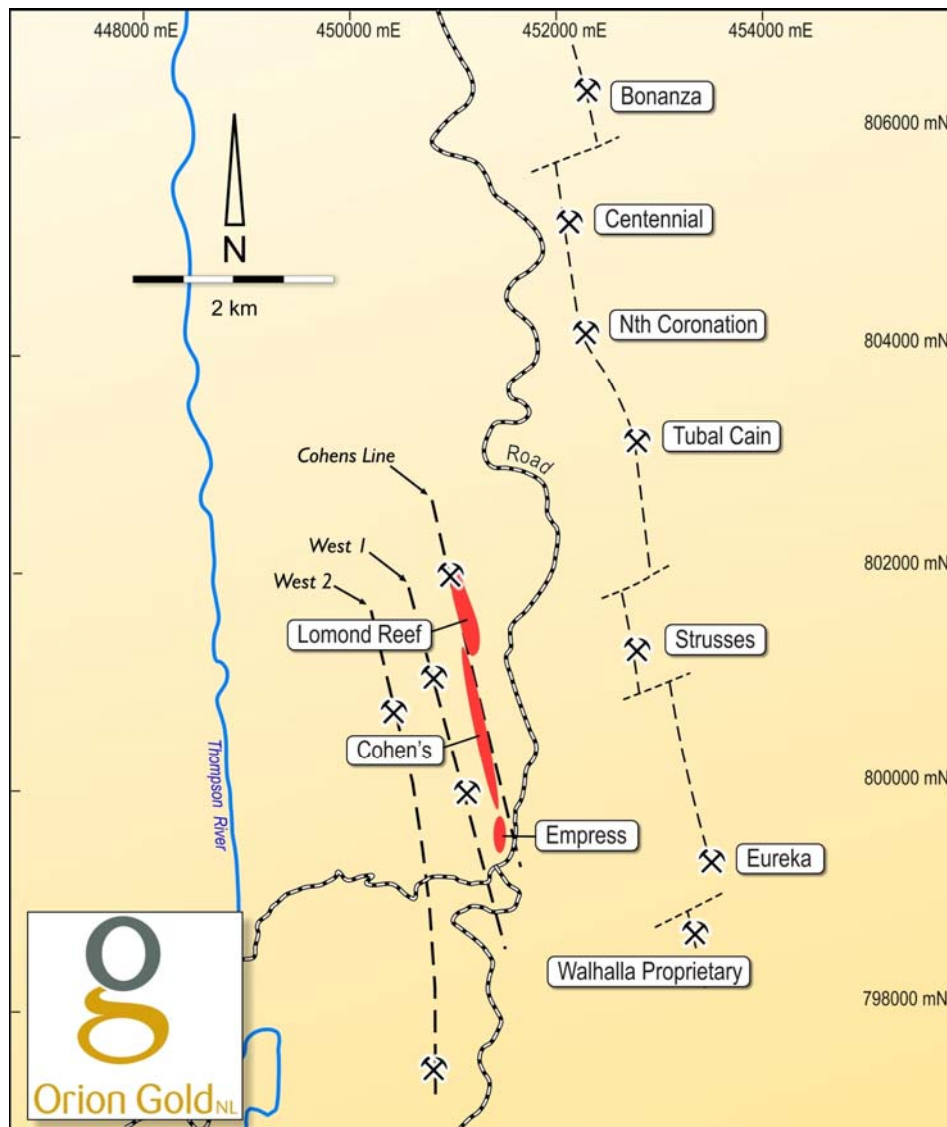 448000 mE
450000 mE
452000 mE
454000 mE
Bonanza
806000 mN
Centennial
N
2 km
Nth Coronation
804000 mN
Tubal Cain
Road
Cohens Line
West 1
802000 mN
West 2
Lomond Reef
Strusses
Cohen's
Thompson River
800000 mN
Empress
Eureka
Walhalla Proprietary
798000 mN
Orion Gold NL